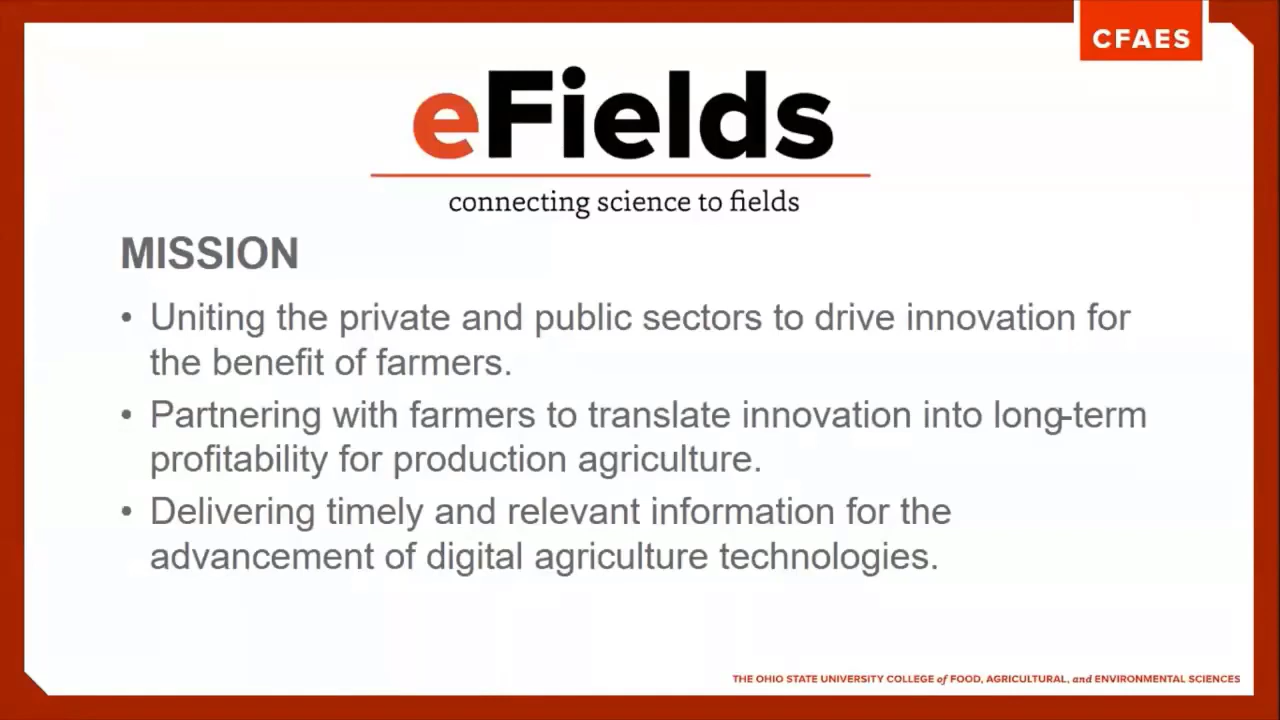 CFAES
eFields
connecting science to fields
MISSION
• Uniting the private and public sectors to drive innovation for
the benefit of farmers.
• Partnering with farmers to translate innovation into long-term
profitability for production agriculture.
• Delivering timely and relevant information for the
advancement of digital agriculture technologies.
THE OHIO STATE UNIVERSITY COLLEGE of FOOD, AGRICULTURAL, and ENVIRONMENTAL SCIENCES